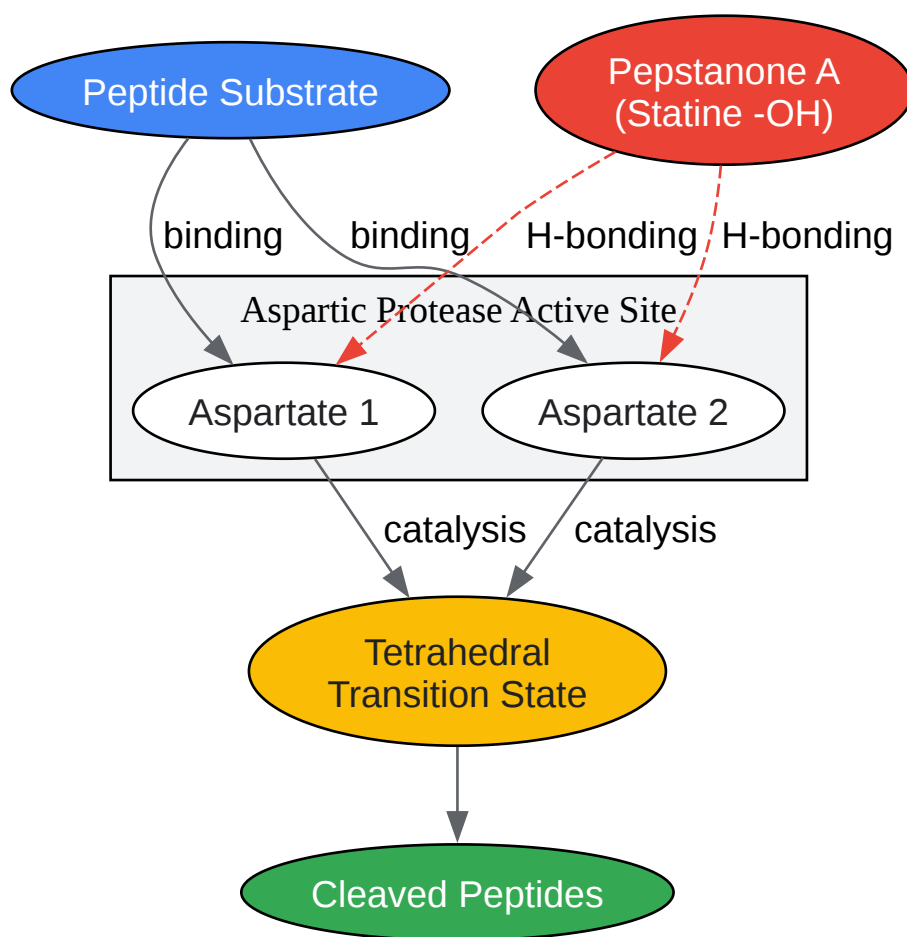 Peptide Substrate
Pepstanone A
(Statine -OH)
binding
binding
H-bonding
H-bonding
Aspartic Protease Active Site
Aspartate 1
Aspartate 2
catalysis
catalysis
Tetrahedral
Transition State
Cleaved Peptides